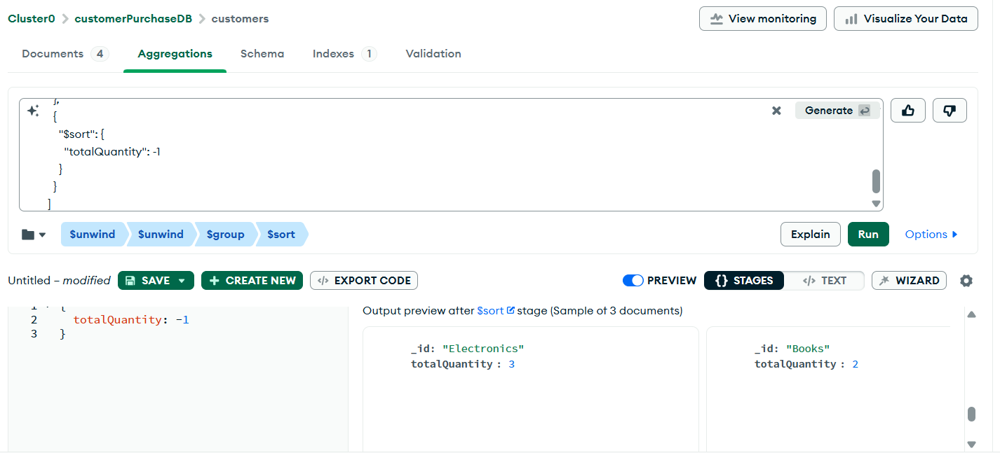 Cluster0 > customerPurchaseDB > customers
View monitoring
Visualize Your Data
Documents 4 Aggregations Schema Indexes 1 Validation
},
{
"$sort": {
"totalQuantity": -1
}
}
]
Generate
$unwind $unwind $group $sort
Explain Run Options
Untitled – modified SAVE + CREATE NEW </> EXPORT CODE PREVIEW {} STAGES </> TEXT WIZARD
1 {
2 totalQuantity: -1
3 }
Output preview after $sort stage (Sample of 3 documents)
_id: "Electronics"
totalQuantity : 3
_id: "Books"
totalQuantity : 2